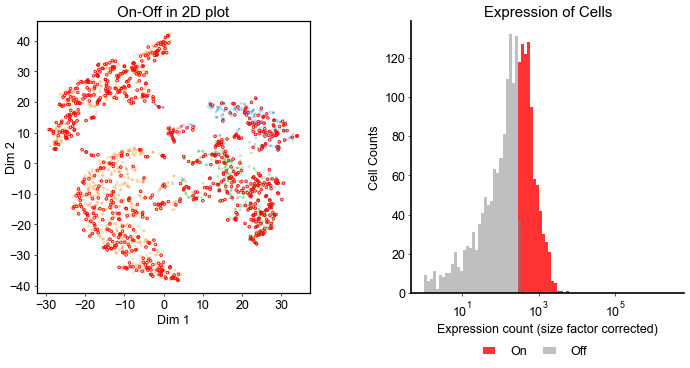 On-Off in 2D plot
Dim 2
40
30
20
10
0
−10
−20
−30
−40
−30 −20 −10 0 10 20 30
Dim 1
Expression of Cells
Cell Counts
120
100
80
60
40
20
0
10^1 10^3 10^5
Expression count (size factor corrected)
On Off